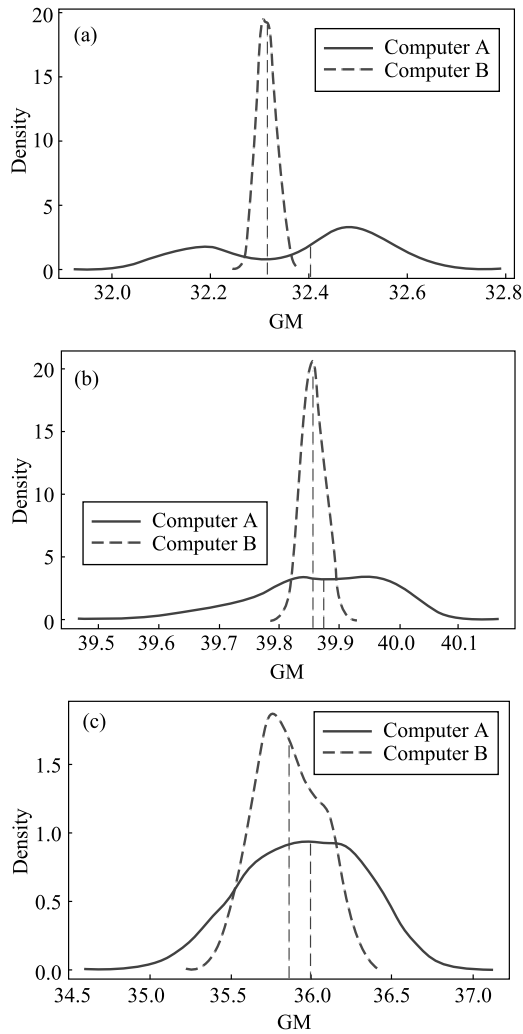 (a)
Computer A
Computer B
Density
20
15
10
5
0
32.0 32.2 32.4 32.6 32.8
GM
(b)
Computer A
Computer B
Density
20
15
10
5
0
39.5 39.6 39.7 39.8 39.9 40.0 40.1
GM
(c)
Computer A
Computer B
Density
1.5
1.0
0.5
0.0
34.5 35.0 35.5 36.0 36.5 37.0
GM